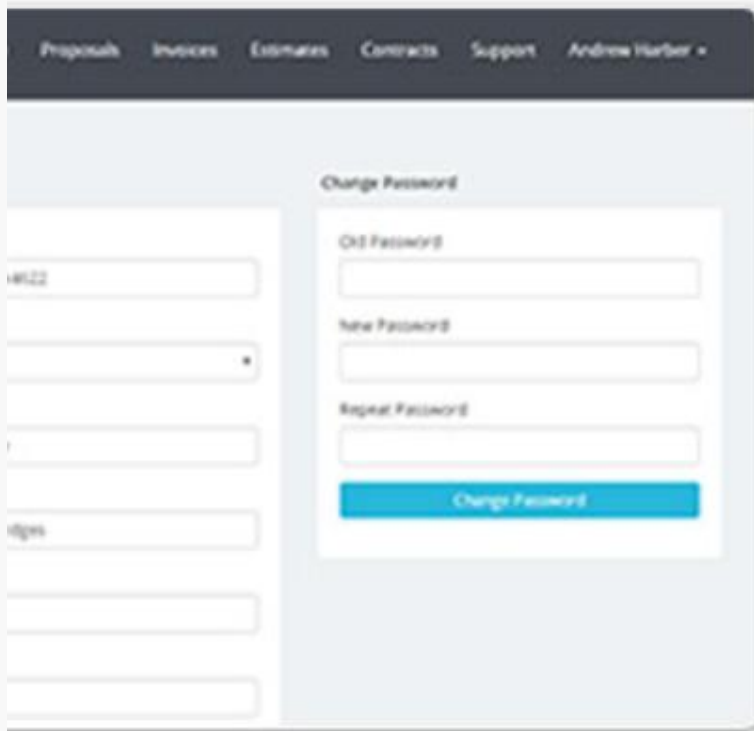 Proposals Invoices Estimates Contracts Support Andrew Harber
Change Password
Old Password
New Password
Repeat Password
Change Password